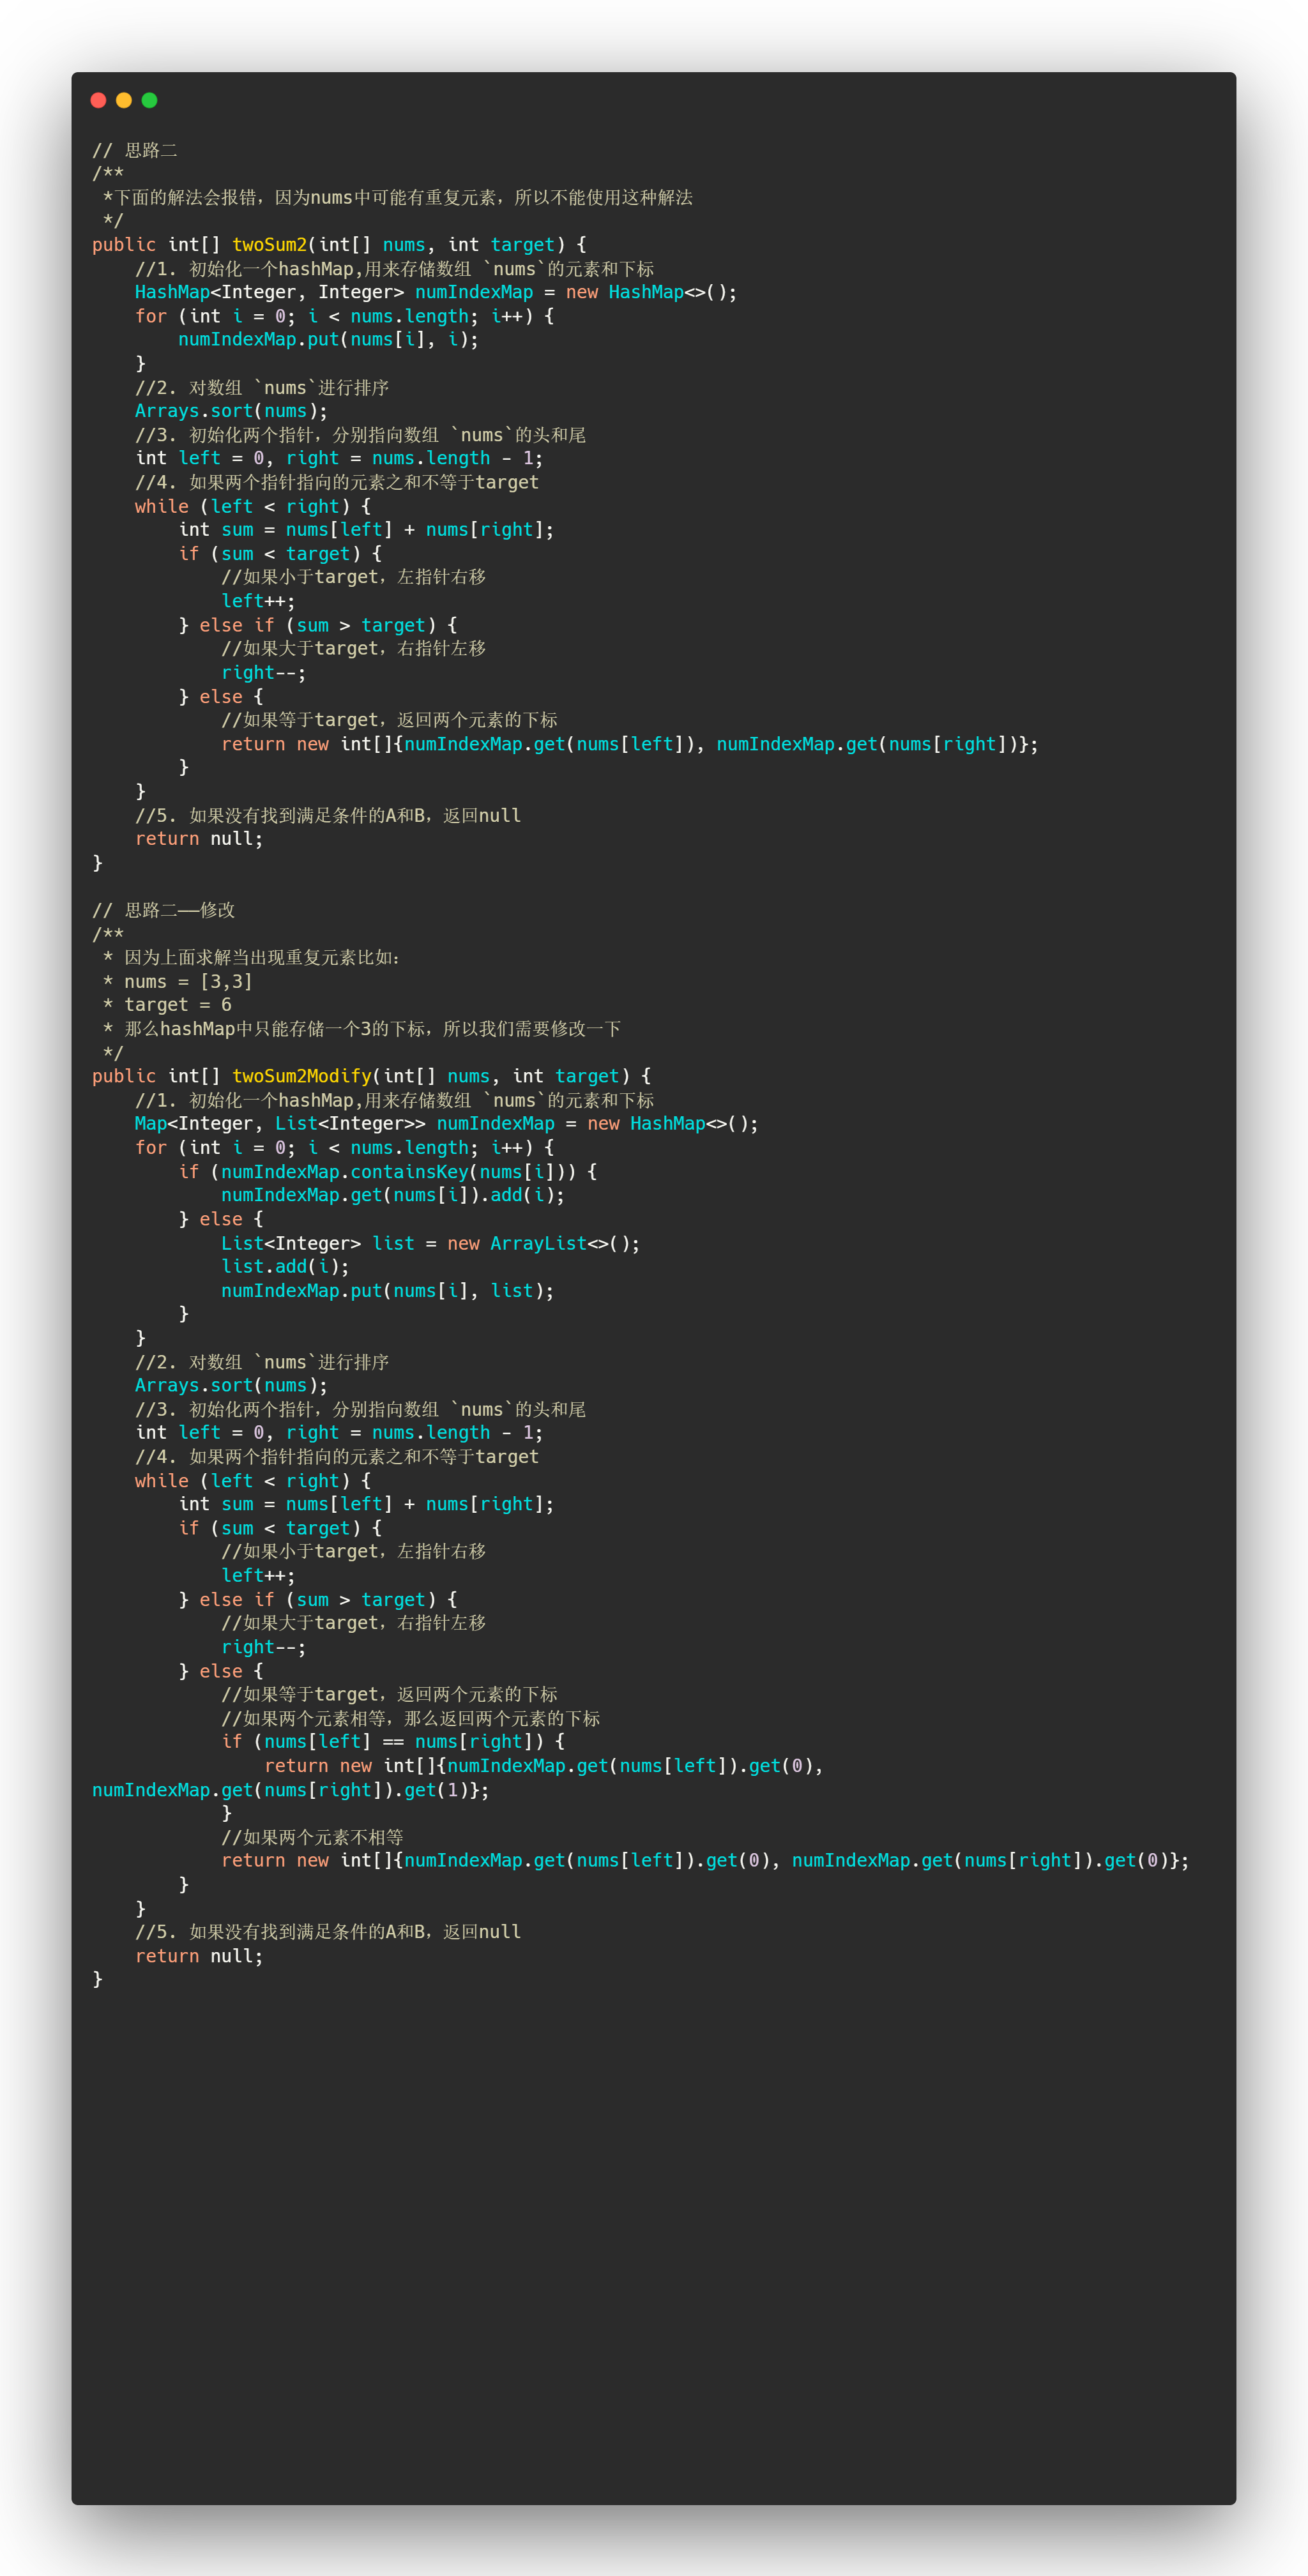 // 思路二
/**
 *下面的解法会报错，因为nums中可能有重复元素，所以不能使用这种解法
 */
public int[] twoSum2(int[] nums, int target) {
    //1. 初始化一个hashMap,用来存储数组 `nums`的元素和下标
    HashMap<Integer, Integer> numIndexMap = new HashMap<>();
    for (int i = 0; i < nums.length; i++) {
        numIndexMap.put(nums[i], i);
    }
    //2. 对数组 `nums`进行排序
    Arrays.sort(nums);
    //3. 初始化两个指针，分别指向数组 `nums`的头和尾
    int left = 0, right = nums.length - 1;
    //4. 如果两个指针指向的元素之和不等于target
    while (left < right) {
        int sum = nums[left] + nums[right];
        if (sum < target) {
            //如果小于target，左指针右移
            left++;
        } else if (sum > target) {
            //如果大于target，右指针左移
            right--;
        } else {
            //如果等于target，返回两个元素的下标
            return new int[]{numIndexMap.get(nums[left]), numIndexMap.get(nums[right])};
        }
    }
    //5. 如果没有找到满足条件的A和B，返回null
    return null;
}

// 思路二——修改
/**
 * 因为上面求解当出现重复元素比如：
 * nums = [3,3]
 * target = 6
 * 那么hashMap中只能存储一个3的下标，所以我们需要修改一下
 */
public int[] twoSum2Modify(int[] nums, int target) {
    //1. 初始化一个hashMap,用来存储数组 `nums`的元素和下标
    Map<Integer, List<Integer>> numIndexMap = new HashMap<>();
    for (int i = 0; i < nums.length; i++) {
        if (numIndexMap.containsKey(nums[i])) {
            numIndexMap.get(nums[i]).add(i);
        } else {
            List<Integer> list = new ArrayList<>();
            list.add(i);
            numIndexMap.put(nums[i], list);
        }
    }
    //2. 对数组 `nums`进行排序
    Arrays.sort(nums);
    //3. 初始化两个指针，分别指向数组 `nums`的头和尾
    int left = 0, right = nums.length - 1;
    //4. 如果两个指针指向的元素之和不等于target
    while (left < right) {
        int sum = nums[left] + nums[right];
        if (sum < target) {
            //如果小于target，左指针右移
            left++;
        } else if (sum > target) {
            //如果大于target，右指针左移
            right--;
        } else {
            //如果等于target，返回两个元素的下标
            //如果两个元素相等，那么返回两个元素的下标
            if (nums[left] == nums[right]) {
                return new int[]{numIndexMap.get(nums[left]).get(0),
numIndexMap.get(nums[right]).get(1)};
            }
            //如果两个元素不相等
            return new int[]{numIndexMap.get(nums[left]).get(0), numIndexMap.get(nums[right]).get(0)};
        }
    }
    //5. 如果没有找到满足条件的A和B，返回null
    return null;
}